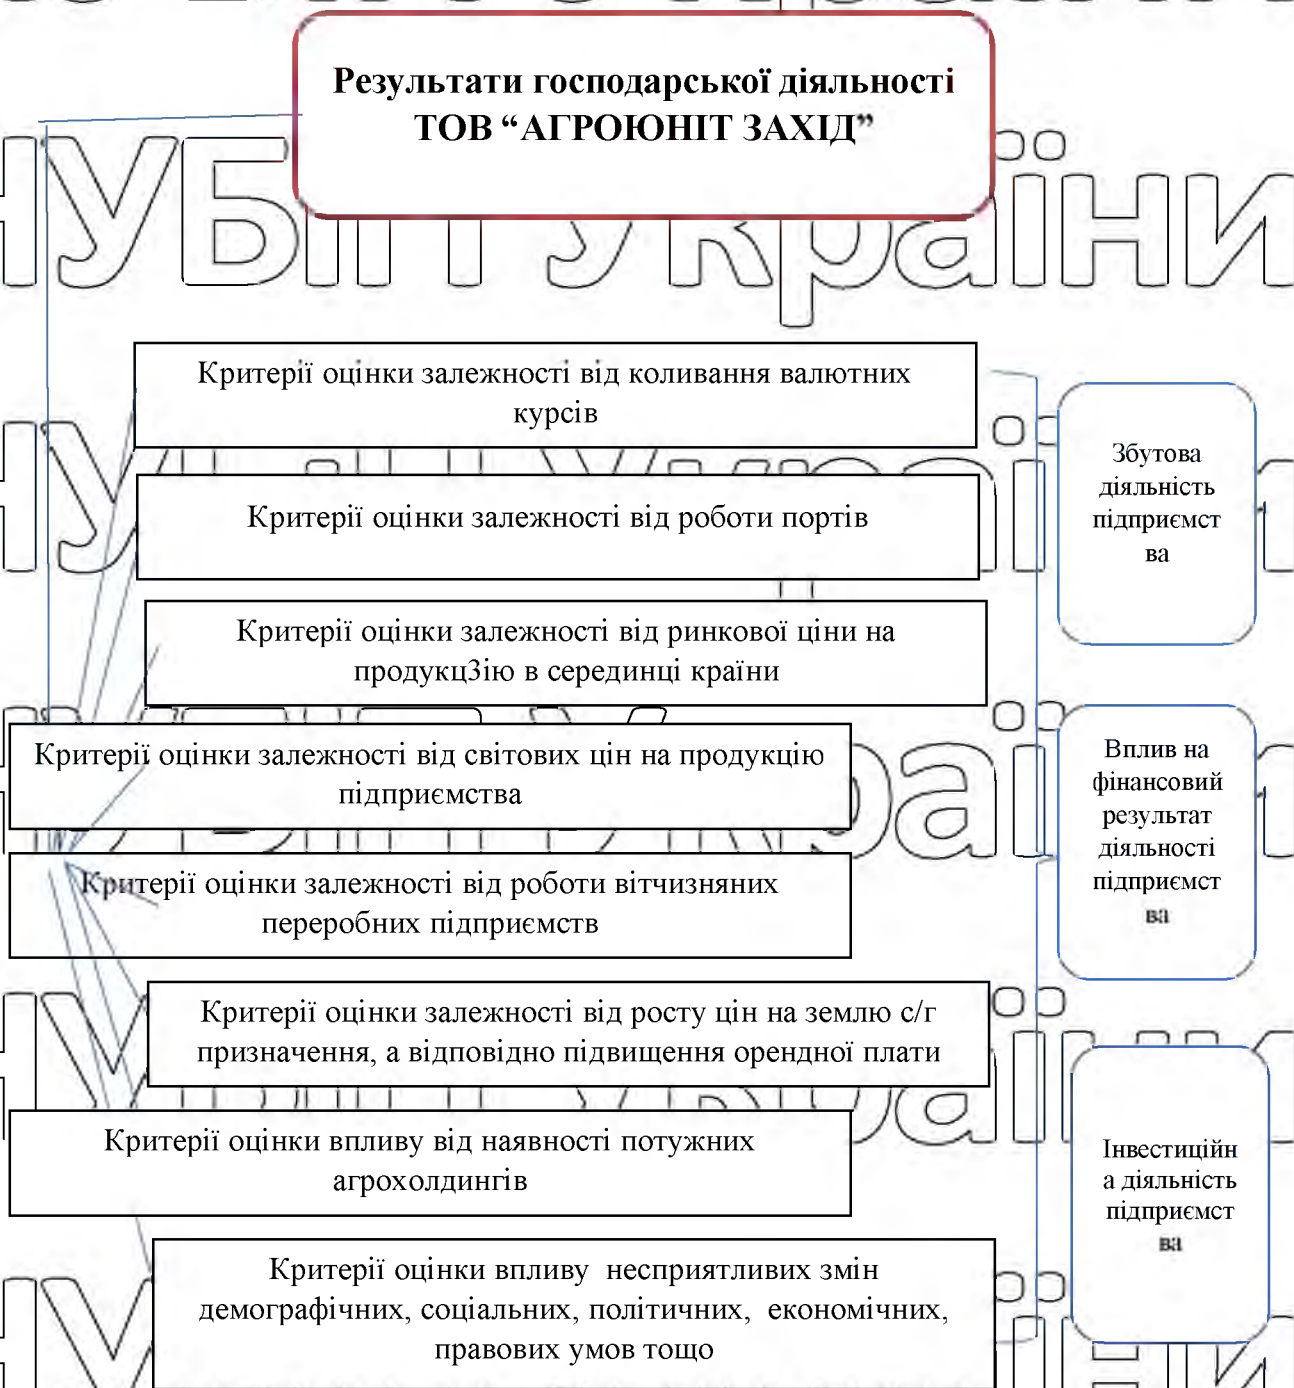 Результати господарської діяльності
ТОВ “АГРОЮНІТ ЗАХІД”
НУБіП України
Критерії оцінки залежності від коливання валютних
курсів
Критерії оцінки залежності від роботи портів
Критерії оцінки залежності від ринкової ціни на
продукц3ію в серединці країни
Критерії оцінки залежності від світових цін на продукцію
підприємства
Критерії оцінки залежності від роботи вітчизняних
переробних підприємств
Критерії оцінки залежності від росту цін на землю с/г
призначення, а відповідно підвищення орендної плати
Критерії оцінки впливу від наявності потужних
агрохолдингів
Критерії оцінки впливу несприятливих змін
демографічних, соціальних, політичних, економічних,
правових умов тощо
Збутова
діяльність
підприємст
ва
Вплив на
фінансовий
результат
діяльності
підприємст
ва
Інвестиційн
а діяльність
підприємст
ва